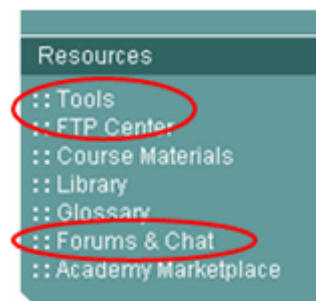 Resources
:: Tools
:: FTP Center
:: Course Materials
:: Library
:: Glossary
:: Forums & Chat
:: Academy Marketplace